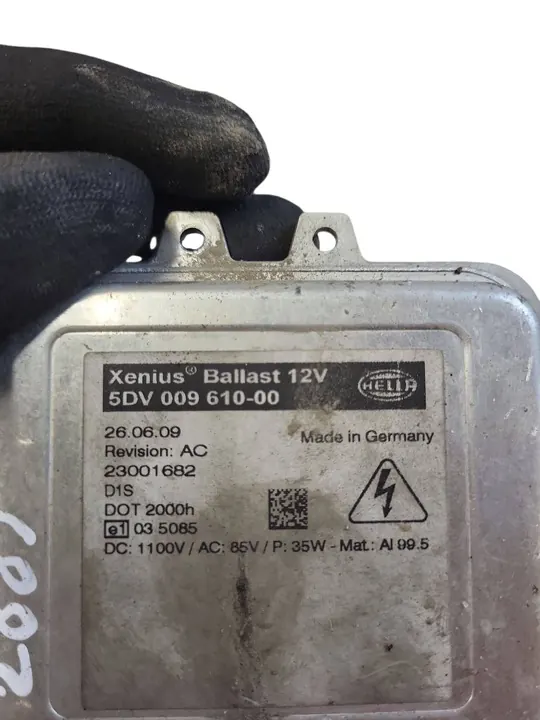 Xenius® Ballast 12V
5DV 009 610-00
HELLA
26.06.09
Made in Germany
Revision: AC
23001682
D1S
DOT 2000h
e1 03 5085
DC: 1100V / AC: 85V / P: 35W - Mat.: Al 99.5